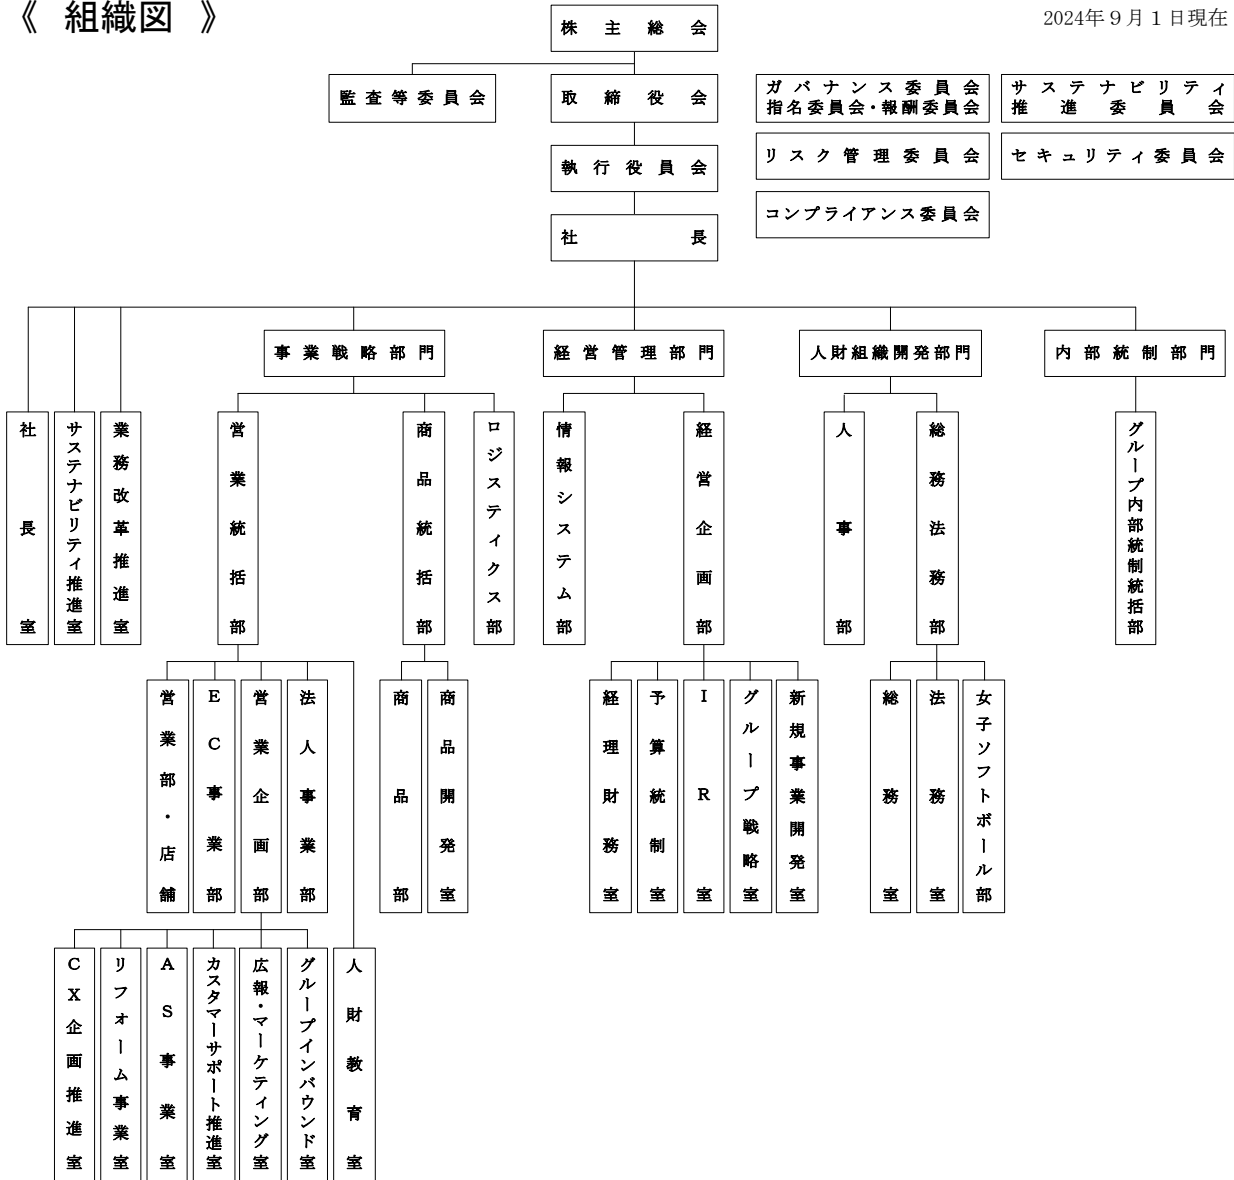 《 組織図 》
2024年９月１日現在
株主総会
監査等委員会
取締役会
ガバナンス委員会
指名委員会・報酬委員会
サステナビリティ
推進委員会
執行役員会
リスク管理委員会
セキュリティ委員会
社長
コンプライアンス委員会
事業戦略部門
経営管理部門
人財組織開発部門
内部統制部門
社長室
サステナビリティ推進室
業務改革推進室
営業統括部
商品統括部
ロジスティクス部
情報システム部
経営企画部
人事部
総務法務部
グループ内部統制統括部
営業部・店舗
ＥＣ事業部
営業企画部
法人事業部
商品部
商品開発室
経理財務室
予算統制室
ＩＲ室
グループ戦略室
新規事業開発室
総務室
法務室
女子ソフトボール部
ＣＸ企画推進室
リフォーム事業室
ＡＳ事業室
カスタマーサポート推進室
広報・マーケティング室
グループインバウンド室
人財教育室